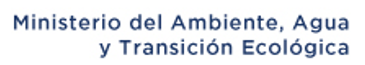 Ministerio del Ambiente, Agua
y Transición Ecológica